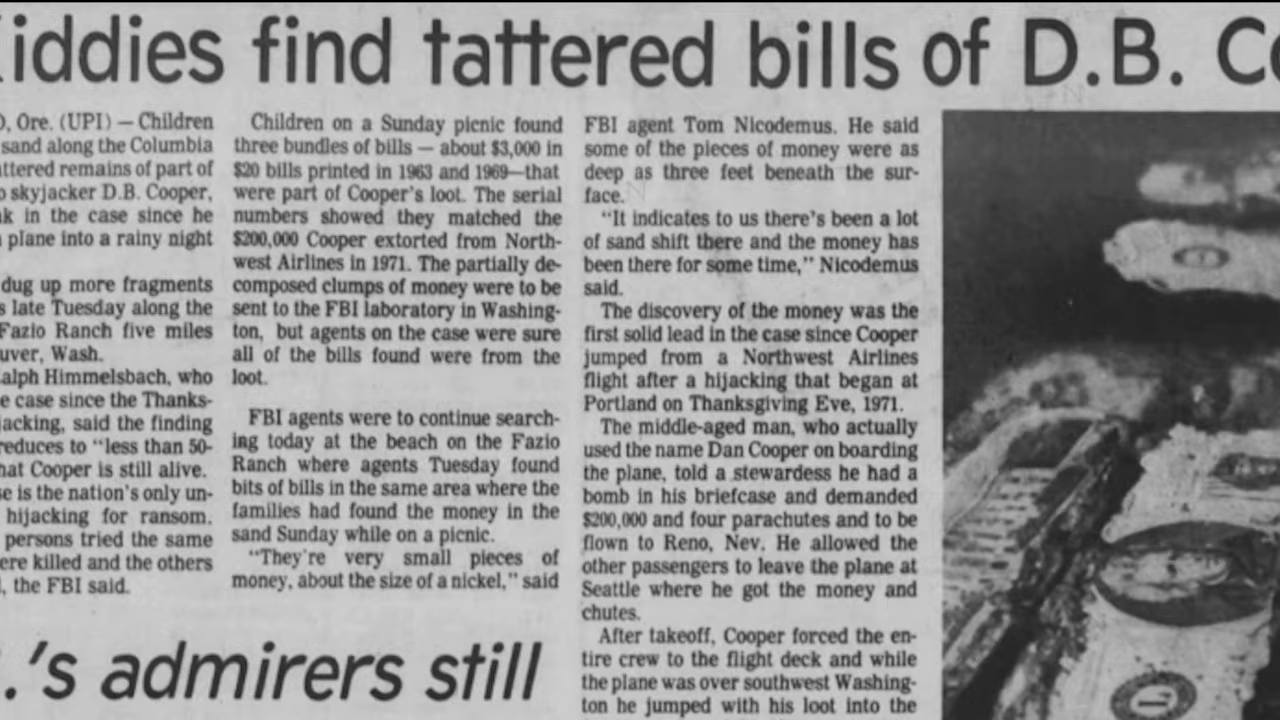 iddies find tattered bills of D.B. C
, Ore. (UPI) — Children
sand along the Columbia
ttered remains of part of
skyjacker D.B. Cooper,
in the case since he
plane into a rainy night
dug up more fragments
late Tuesday along the
Fazio Ranch five miles
uver, Wash.
alph Himmelsbach, who
e case since the Thanks-
jacking, said the finding
reduces to "less than 50-
hat Cooper is still alive.
se is the nation's only un-
hijacking for ransom.
persons tried the same
ere killed and the others
, the FBI said.
Children on a Sunday picnic found
three bundles of bills — about $3,000 in
$20 bills printed in 1963 and 1969—that
were part of Cooper's loot. The serial
numbers showed they matched the
$200,000 Cooper extorted from North-
west Airlines in 1971. The partially de-
composed clumps of money were to be
sent to the FBI laboratory in Washing-
ton, but agents on the case were sure
all of the bills found were from the
loot.
FBI agents were to continue search-
ing today at the beach on the Fazio
Ranch where agents Tuesday found
bits of bills in the same area where the
families had found the money in the
sand Sunday while on a picnic.
"They're very small pieces of
money, about the size of a nickel," said
FBI agent Tom Nicodemus. He said
some of the pieces of money were as
deep as three feet beneath the sur-
face.
"It indicates to us there's been a lot
of sand shift there and the money has
been there for some time," Nicodemus
said.
The discovery of the money was the
first solid lead in the case since Cooper
jumped from a Northwest Airlines
flight after a hijacking that began at
Portland on Thanksgiving Eve, 1971.
The middle-aged man, who actually
used the name Dan Cooper on boarding
the plane, told a stewardess he had a
bomb in his briefcase and demanded
$200,000 and four parachutes and to be
flown to Reno, Nev. He allowed the
other passengers to leave the plane at
Seattle where he got the money and
chutes.
After takeoff, Cooper forced the en-
tire crew to the flight deck and while
the plane was over southwest Washing-
ton he jumped with his loot into the
.'s admirers still